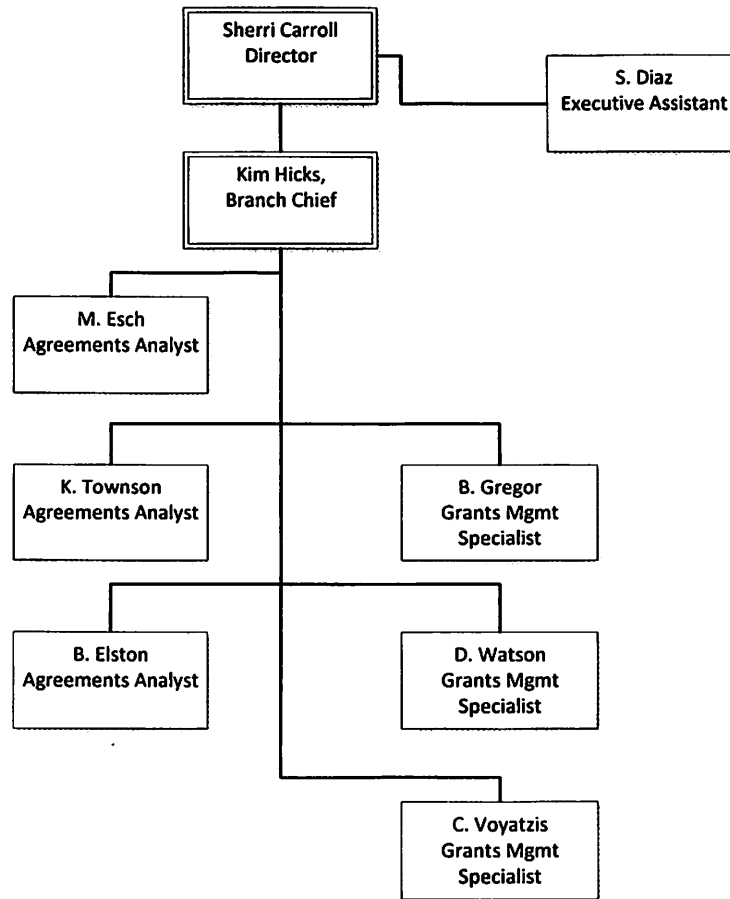 Sherri Carroll
Director
S. Diaz
Executive Assistant
Kim Hicks,
Branch Chief
M. Esch
Agreements Analyst
K. Townson
Agreements Analyst
B. Gregor
Grants Mgmt
Specialist
B. Elston
Agreements Analyst
D. Watson
Grants Mgmt
Specialist
C. Voyatzis
Grants Mgmt
Specialist